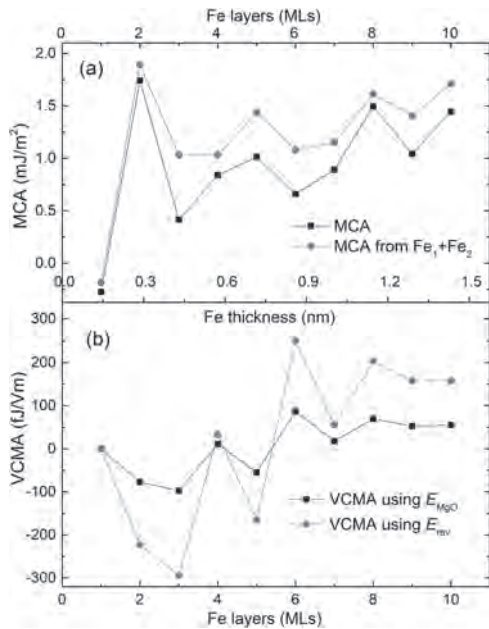 Fe layers (MLs)
0 2 4 6 8 10
2.0
(a)
1.5
1.0
MCA (mJ/m²)
0.5
MCA
MCA from Fe₁+Fe₂
0.0
0.0 0.3 0.6 0.9 1.2 1.5
Fe thickness (nm)
300
(b)
200
100
VCMA (fJ/Vm)
0
-100
VCMA using E_MgO
-200
VCMA using E
-300
0 2 4 6 8 10
Fe layers (MLs)